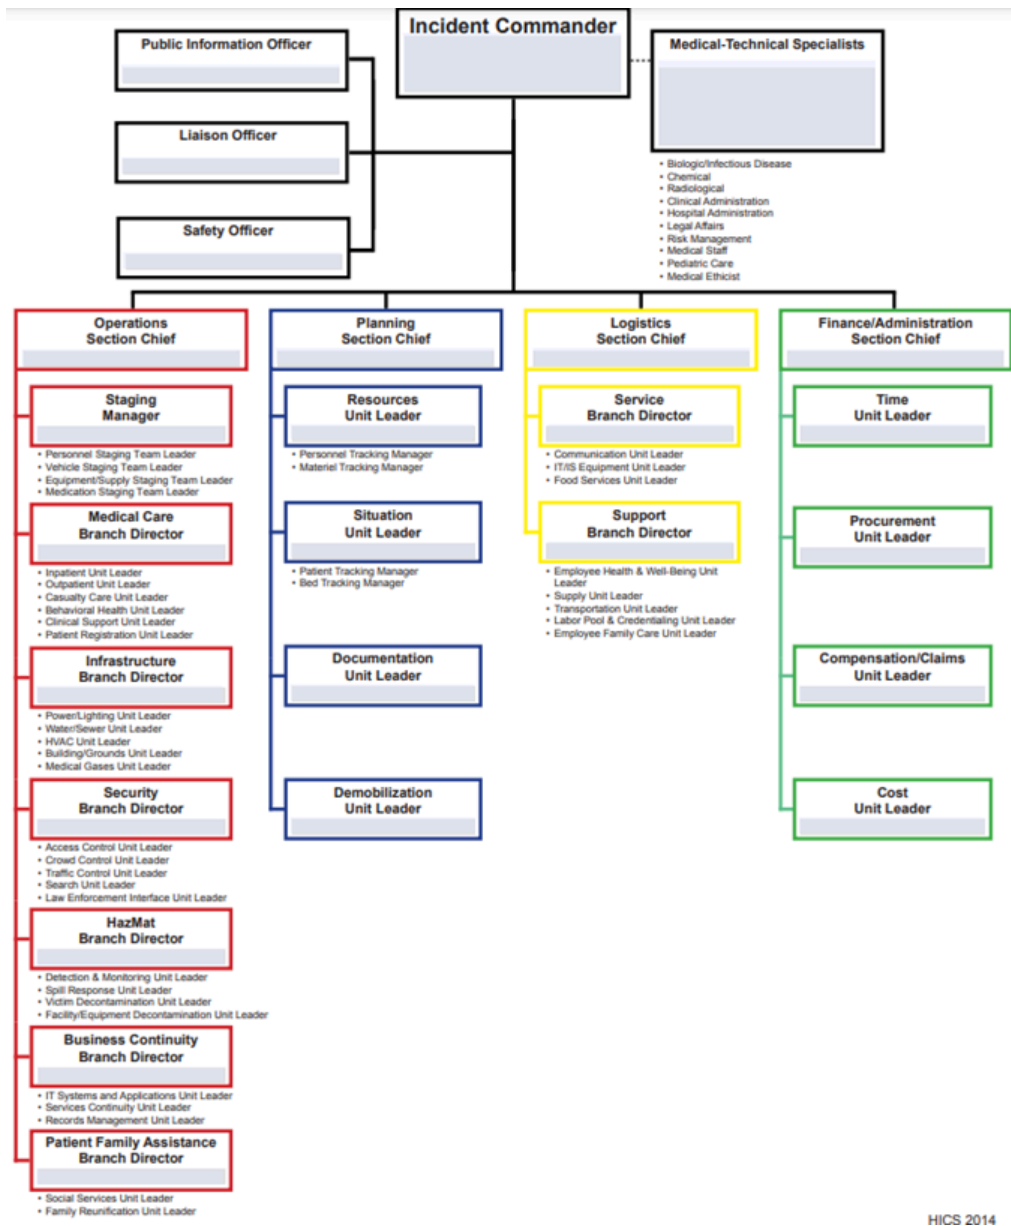 Incident Commander
Public Information Officer
Medical-Technical Specialists
Liaison Officer
Safety Officer
• Biologic/Infectious Disease
• Chemical
• Radiological
• Clinical Administration
• Hospital Administration
• Legal Affairs
• Risk Management
• Medical Staff
• Pediatric Care
• Medical Ethicist
Operations
Section Chief
Staging
Manager
• Personnel Staging Team Leader
• Vehicle Staging Team Leader
• Equipment/Supply Staging Team Leader
• Medication Staging Team Leader
Medical Care
Branch Director
• Inpatient Unit Leader
• Outpatient Unit Leader
• Casualty Care Unit Leader
• Behavioral Health Unit Leader
• Clinical Support Unit Leader
• Patient Registration Unit Leader
Infrastructure
Branch Director
• Power/Lighting Unit Leader
• Water/Sewer Unit Leader
• HVAC Unit Leader
• Building/Grounds Unit Leader
• Medical Gases Unit Leader
Security
Branch Director
• Access Control Unit Leader
• Crowd Control Unit Leader
• Traffic Control Unit Leader
• Search Unit Leader
• Law Enforcement Interface Unit Leader
HazMat
Branch Director
• Detection & Monitoring Unit Leader
• Spill Response Unit Leader
• Victim Decontamination Unit Leader
• Facility/Equipment Decontamination Unit Leader
Business Continuity
Branch Director
• IT Systems and Applications Unit Leader
• Services Continuity Unit Leader
• Records Management Unit Leader
Patient Family Assistance
Branch Director
• Social Services Unit Leader
• Family Reunification Unit Leader
Planning
Section Chief
Resources
Unit Leader
• Personnel Tracking Manager
• Materiel Tracking Manager
Situation
Unit Leader
• Patient Tracking Manager
• Bed Tracking Manager
Documentation
Unit Leader
Demobilization
Unit Leader
Logistics
Section Chief
Service
Branch Director
• Communication Unit Leader
• IT/IS Equipment Unit Leader
• Food Services Unit Leader
Support
Branch Director
• Employee Health & Well-Being Unit
Leader
• Supply Unit Leader
• Transportation Unit Leader
• Labor Pool & Credentialing Unit Leader
• Employee Family Care Unit Leader
Finance/Administration
Section Chief
Time
Unit Leader
Procurement
Unit Leader
Compensation/Claims
Unit Leader
Cost
Unit Leader
HICS 2014